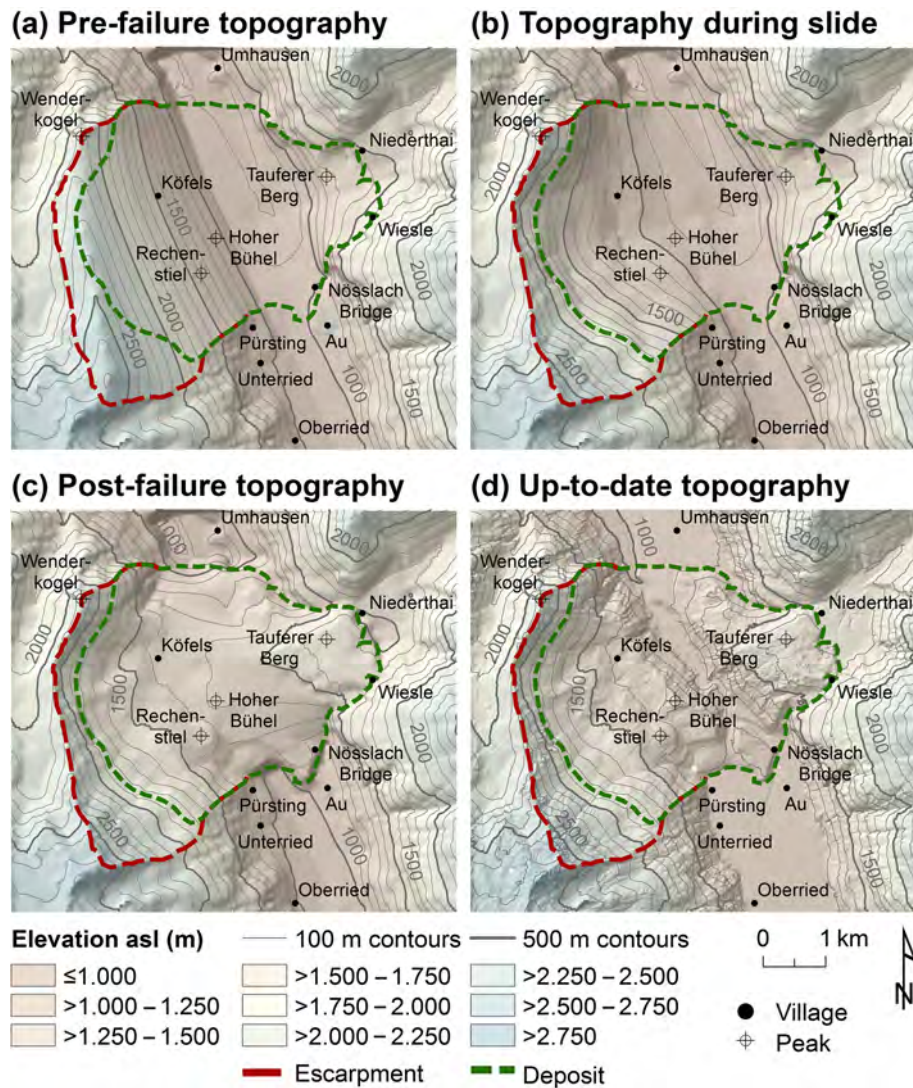 (a) Pre-failure topography
Umhausen
2000
Wender-
kogel
Niederthai
Tauferer
Berg
Köfels
1500
Wiesle
Hoher
Bühel
Rechen-
stiel
2000
2000
Nösslach
Bridge
2500
Pürsting
Au
Unterried
1000
1500
Oberried
(b) Topography during slide
Umhausen
2000
Wender-
kogel
Niederthai
2000
Tauferer
Berg
Köfels
Wiesle
Hoher
Bühel
Rechen-
stiel
2000
1500
Nösslach
Bridge
2500
Pürsting
Au
Unterried
1000
1500
Oberried
(c) Post-failure topography
Umhausen
1000
2000
Wender-
kogel
Niederthai
2000
Tauferer
Berg
Köfels
Wiesle
1500
Hoher
Bühel
Rechen-
stiel
2000
Nösslach
Bridge
2500
Pürsting
Au
Unterried
1000
1500
Oberried
(d) Up-to-date topography
Umhausen
1000
2000
Wender-
kogel
Niederthai
2000
Tauferer
Berg
Köfels
Wiesle
1500
Hoher
Bühel
Rechen-
stiel
2000
Nösslach
Bridge
2500
Pürsting
Au
Unterried
1500
Oberried
Elevation asl (m)
100 m contours
500 m contours
0 1 km
≤1.000
>1.000 – 1.250
>1.250 – 1.500
>1.500 – 1.750
>1.750 – 2.000
>2.000 – 2.250
>2.250 – 2.500
>2.500 – 2.750
>2.750
N
Village
Peak
Escarpment
Deposit